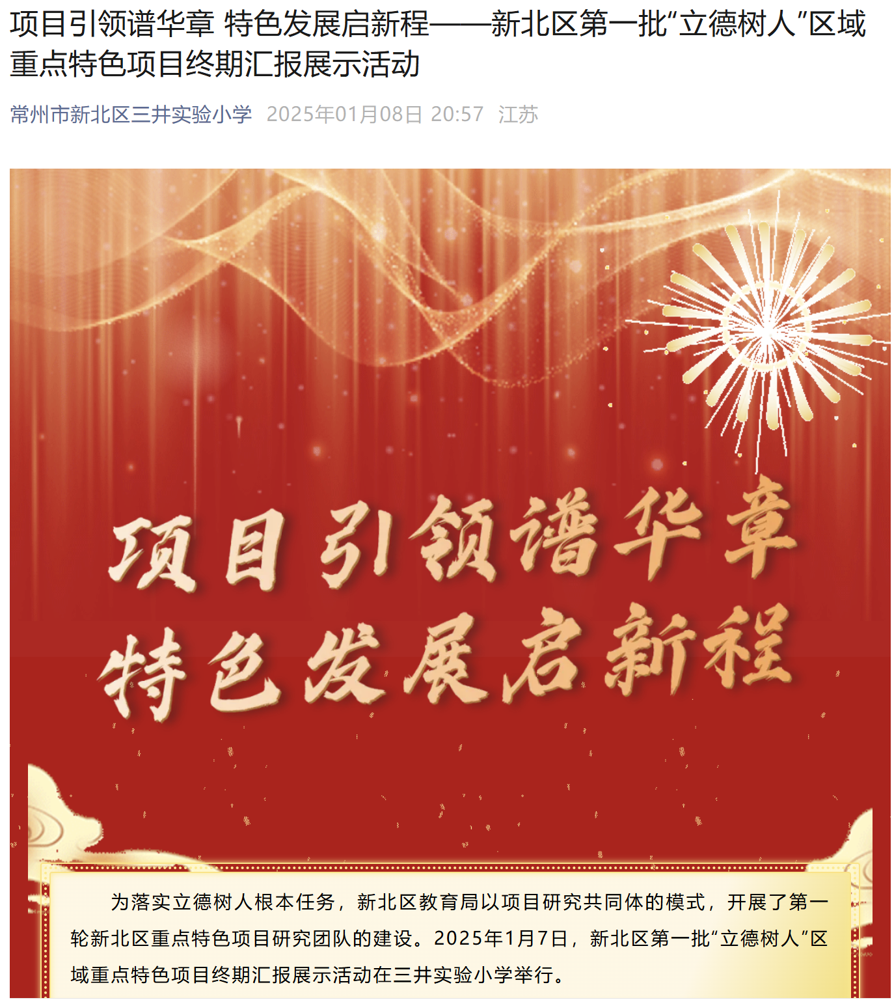 项目引领谱华章 特色发展启新程——新北区第一批“立德树人”区域
重点特色项目终期汇报展示活动
常州市新北区三井实验小学 2025年01月08日 20:57 江苏
项目引领谱华章
特色发展启新程
为落实立德树人根本任务，新北区教育局以项目研究共同体的模式，开展了第一
轮新北区重点特色项目研究团队的建设。2025年1月7日，新北区第一批“立德树人”区
域重点特色项目终期汇报展示活动在三井实验小学举行。